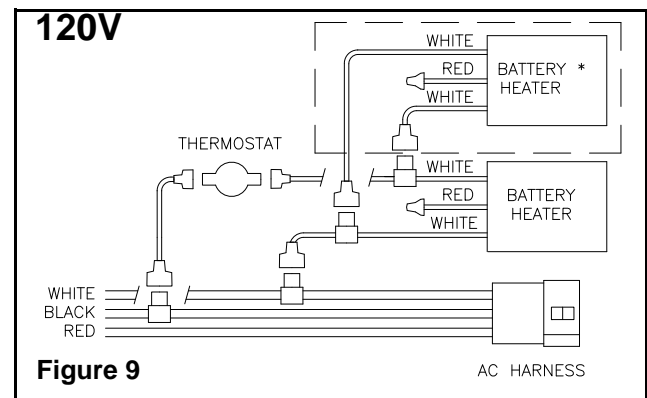 120V
WHITE
RED
WHITE
BATTERY *
HEATER
THERMOSTAT
WHITE
RED
WHITE
BATTERY
HEATER
WHITE
BLACK
RED
Figure 9
AC HARNESS